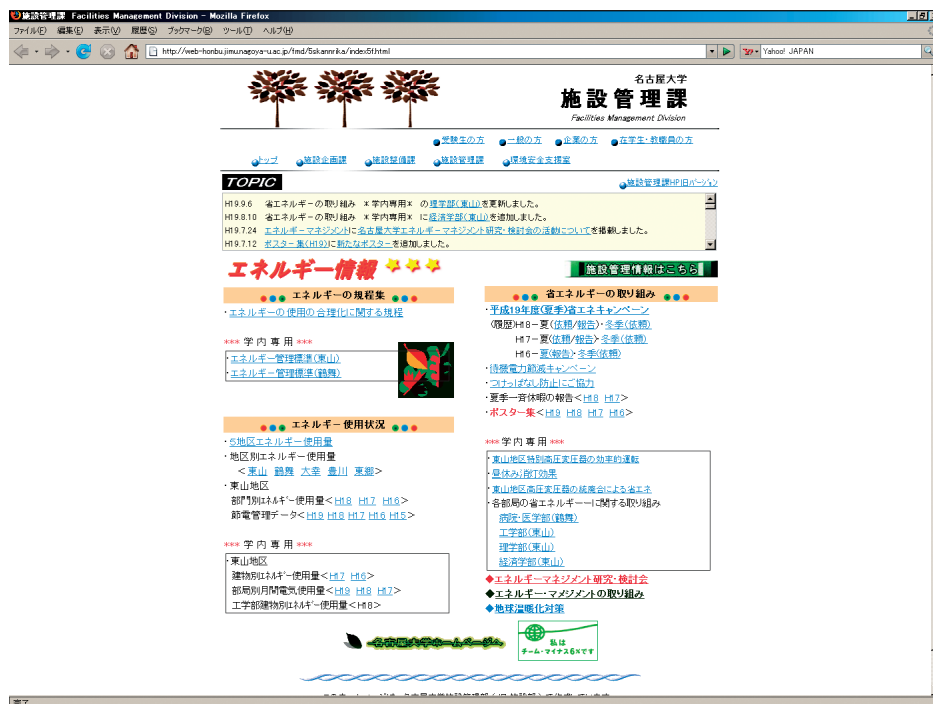 施設管理課 Facilities Management Division - Mozilla Firefox
ファイル(F) 編集(E) 表示(V) 履歴(S) ブックマーク(B) ツール(T) ヘルプ(H)
http://web-honbu.jimu.nagoya-u.ac.jp/fmd/5skannrika/index5f.html
Yahoo! JAPAN
名古屋大学
施設管理課
Facilities Management Division
受験生の方 一般の方 企業の方 在学生・教職員の方
トップ 施設企画課 施設整備課 施設管理課 環境安全支援室
TOPIC
施設管理課HP旧バージョン
H19.9.6 省エネルギーの取り組み *学内専用* の理学部(東山)を更新しました。
H19.8.10 省エネルギーの取り組み *学内専用* に経済学部(東山)を追加しました。
H19.7.24 エネルギーマネジメントに名古屋大学エネルギーマネジメント研究・検討会の活動についてを掲載しました。
H19.7.12 ポスター集(H19)に新たなポスターを追加しました。
エネルギー情報
施設管理情報はこちら
エネルギーの規程集
・エネルギーの使用の合理化に関する規程
*** 学内専用 ***
・エネルギー管理標準(東山)
・エネルギー管理標準(鶴舞)
エネルギー使用状況
・5地区エネルギー使用量
・地区別エネルギー使用量
<東山 鶴舞 大幸 豊川 東郷>
・東山地区
部門別エネルギー使用量<H18 H17 H16>
節電管理データ<H19 H18 H17 H16 H15>
*** 学内専用 ***
・東山地区
建物別エネルギー使用量<H17 H16>
部局別月間電気使用量<H19 H18 H17>
工学部建物別エネルギー使用量<H18>
省エネルギーの取り組み
・平成19年度(夏季)省エネキャンペーン
(履歴)H18-夏(依頼/報告)・冬季(依頼)
H17-夏(依頼/報告)・冬季(依頼)
H16-夏(報告)・冬季(依頼)
・待機電力節減キャンペーン
・つけっぱなし防止にご協力
・夏季一斉休暇の報告<H18 H17>
・ポスター集<H19 H18 H17 H16>
*** 学内専用 ***
・東山地区特別高圧変圧器の効率的運転
・昼休み消灯効果
・東山地区高圧変圧器の統廃合による省エネ
・各部局の省エネルギーーに関する取り組み
病院・医学部(鶴舞)
工学部(東山)
理学部(東山)
経済学部(東山)
◆エネルギーマネジメント研究・検討会
◆エネルギー・マメジメントの取り組み
◆地球温暖化対策
名古屋大学ホームページへ
私は
チーム・マイナス6%です
完了